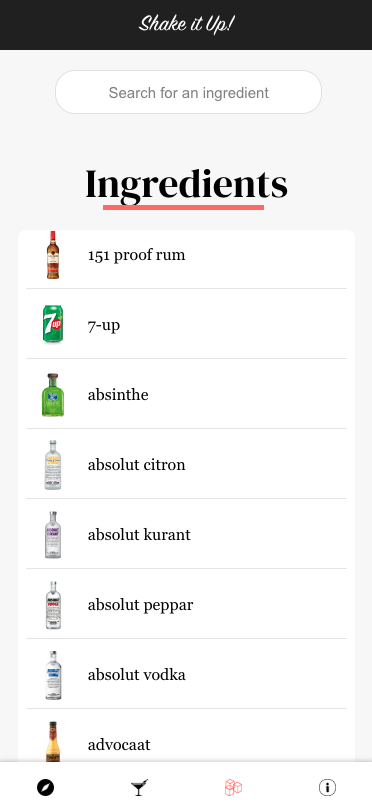 Shake it Up!
Search for an ingredient
Ingredients
151 proof rum
7-up
7up
absinthe
absolut citron
absolut kurant
absolut peppar
absolut vodka
advocaat